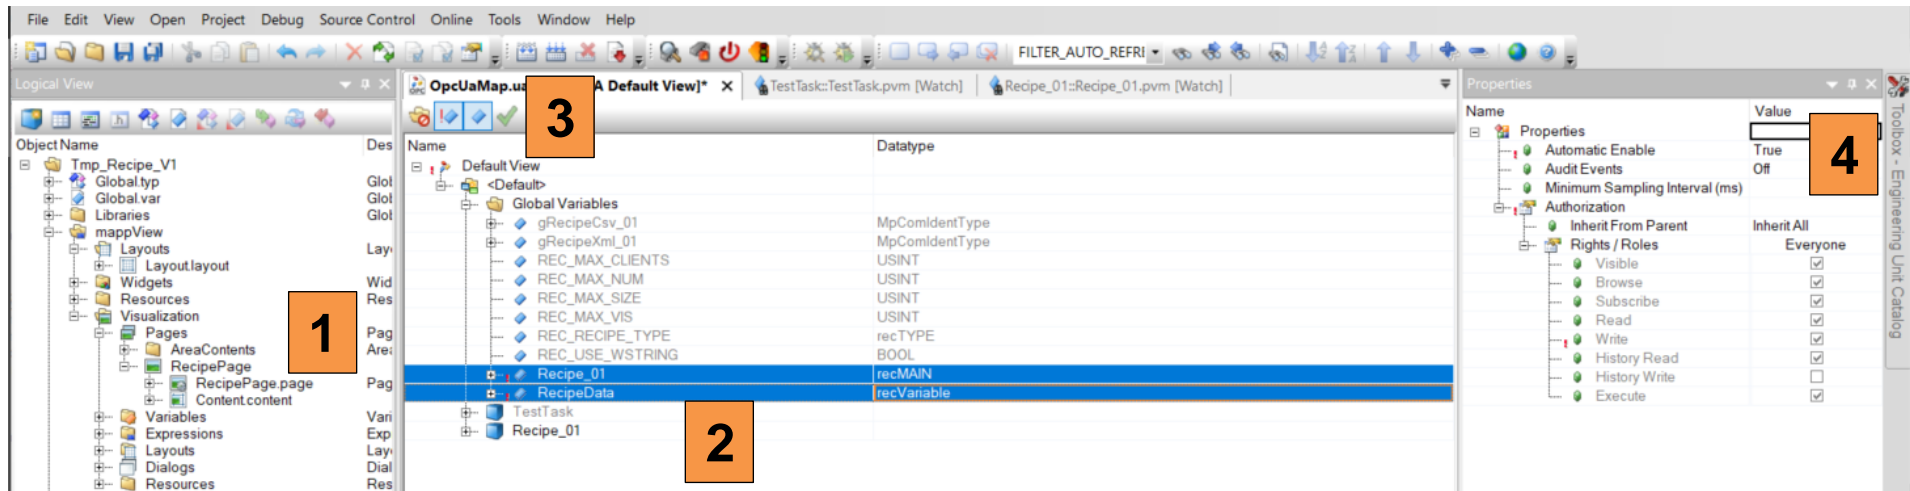 File Edit View Open Project Debug Source Control Online Tools Window Help
FILTER_AUTO_REFRI
Logical View
Object Name Des
Tmp_Recipe_V1
Global.typ Glol
Global.var Glol
Libraries Glol
mappView
Layouts Lay
Layout.layout
Widgets Wid
Resources Res
Visualization
Pages Pag
AreaContents Area
RecipePage
RecipePage.page Pag
Content.content
Variables Vari
Expressions Exp
Layouts Lay
Dialogs Dial
Resources Res
1
OpcUaMap.ua A Default View]* TestTask::TestTask.pvm [Watch] Recipe_01::Recipe_01.pvm [Watch]
3
Name Datatype
Default View
<Default>
Global Variables
gRecipeCsv_01 MpComIdentType
gRecipeXml_01 MpComIdentType
REC_MAX_CLIENTS USINT
REC_MAX_NUM USINT
REC_MAX_SIZE USINT
REC_MAX_VIS USINT
REC_RECIPE_TYPE recTYPE
REC_USE_WSTRING BOOL
Recipe_01 recMAIN
RecipeData recVariable
TestTask
Recipe_01
2
Properties
Name Value
Properties
Automatic Enable True
Audit Events Off
Minimum Sampling Interval (ms)
Authorization
Inherit From Parent Inherit All
Rights / Roles Everyone
Visible
Browse
Subscribe
Read
Write
History Read
History Write
Execute
4
Toolbox - Engineering Unit Catalog